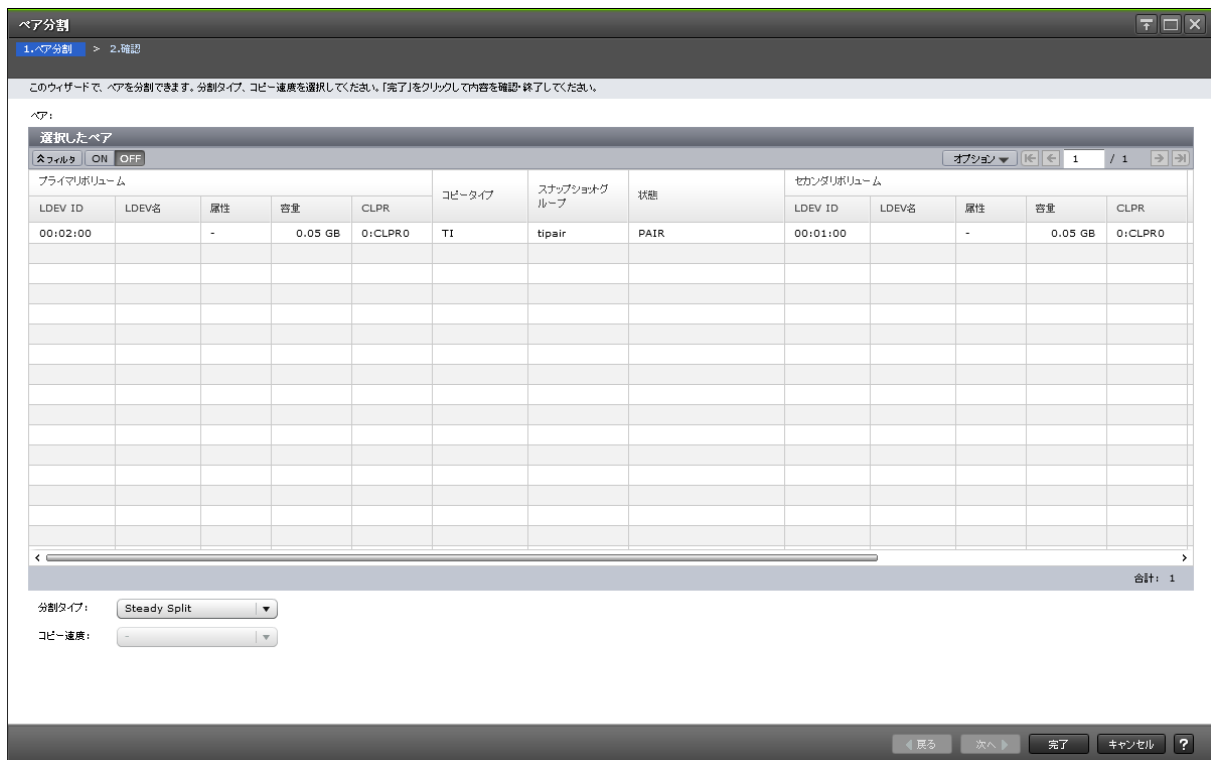 ペア分割
1.ペア分割 > 2.確認
このウィザードで、ペアを分割できます。分割タイプ、コピー速度を選択してください。「完了」をクリックして内容を確認・終了してください。
ペア:
選択したペア
フィルタ ON OFF オプション 1 / 1
プライマリボリューム コピータイプ スナップショットグループ 状態 セカンダリボリューム
LDEV ID LDEV名 属性 容量 CLPR LDEV ID LDEV名 属性 容量 CLPR
00:02:00 - 0.05 GB 0:CLPR0 TI tipair PAIR 00:01:00 - 0.05 GB 0:CLPR0
合計: 1
分割タイプ: Steady Split
コピー速度: -
戻る 次へ 完了 キャンセル ?